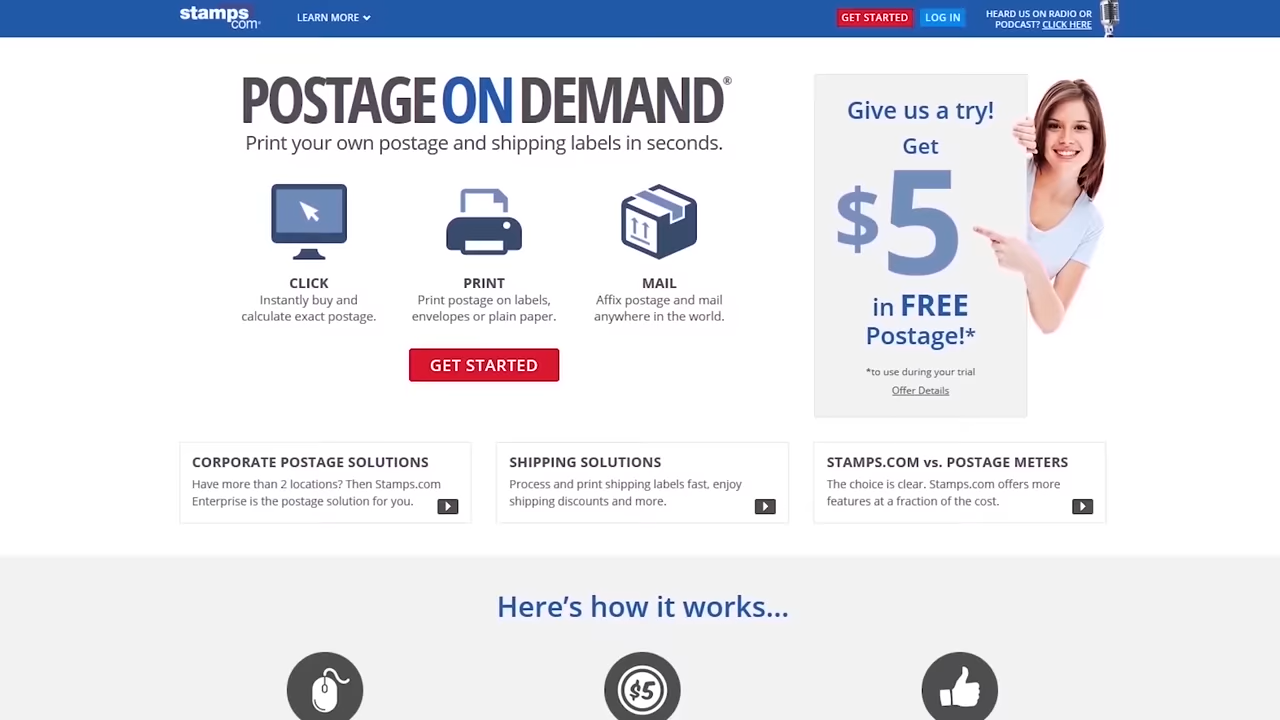 stamps
.com®
LEARN MORE
GET STARTED
LOG IN
HEARD US ON RADIO OR
PODCAST? CLICK HERE
POSTAGE ON DEMAND®
Print your own postage and shipping labels in seconds.
CLICK
Instantly buy and
calculate exact postage.
PRINT
Print postage on labels,
envelopes or plain paper.
MAIL
Affix postage and mail
anywhere in the world.
GET STARTED
Give us a try!
Get
$5
in FREE
Postage!*
*to use during your trial
Offer Details
CORPORATE POSTAGE SOLUTIONS
Have more than 2 locations? Then Stamps.com
Enterprise is the postage solution for you.
SHIPPING SOLUTIONS
Process and print shipping labels fast, enjoy
shipping discounts and more.
STAMPS.COM vs. POSTAGE METERS
The choice is clear. Stamps.com offers more
features at a fraction of the cost.
Here's how it works...
$5